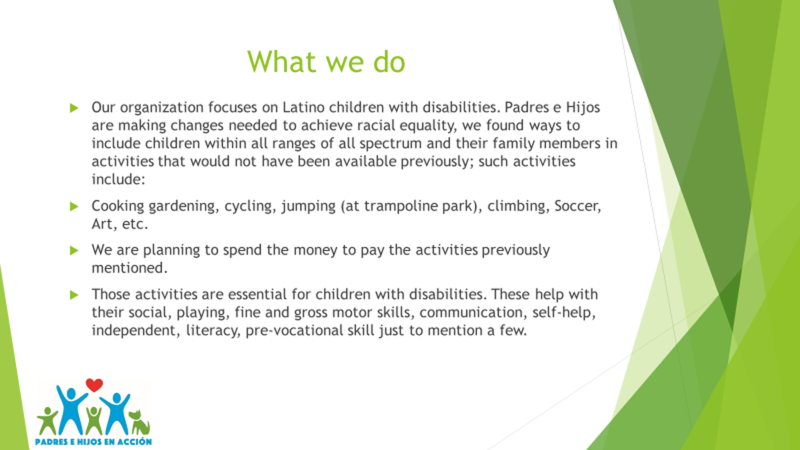 What we do
Our organization focuses on Latino children with disabilities. Padres e Hijos
are making changes needed to achieve racial equality, we found ways to
include children within all ranges of all spectrum and their family members in
activities that would not have been available previously; such activities
include:
Cooking gardening, cycling, jumping (at trampoline park), climbing, Soccer,
Art, etc.
We are planning to spend the money to pay the activities previously
mentioned.
Those activities are essential for children with disabilities. These help with
their social, playing, fine and gross motor skills, communication, self-help,
independent, literacy, pre-vocational skill just to mention a few.
PADRES E HIJOS EN ACCIÓN